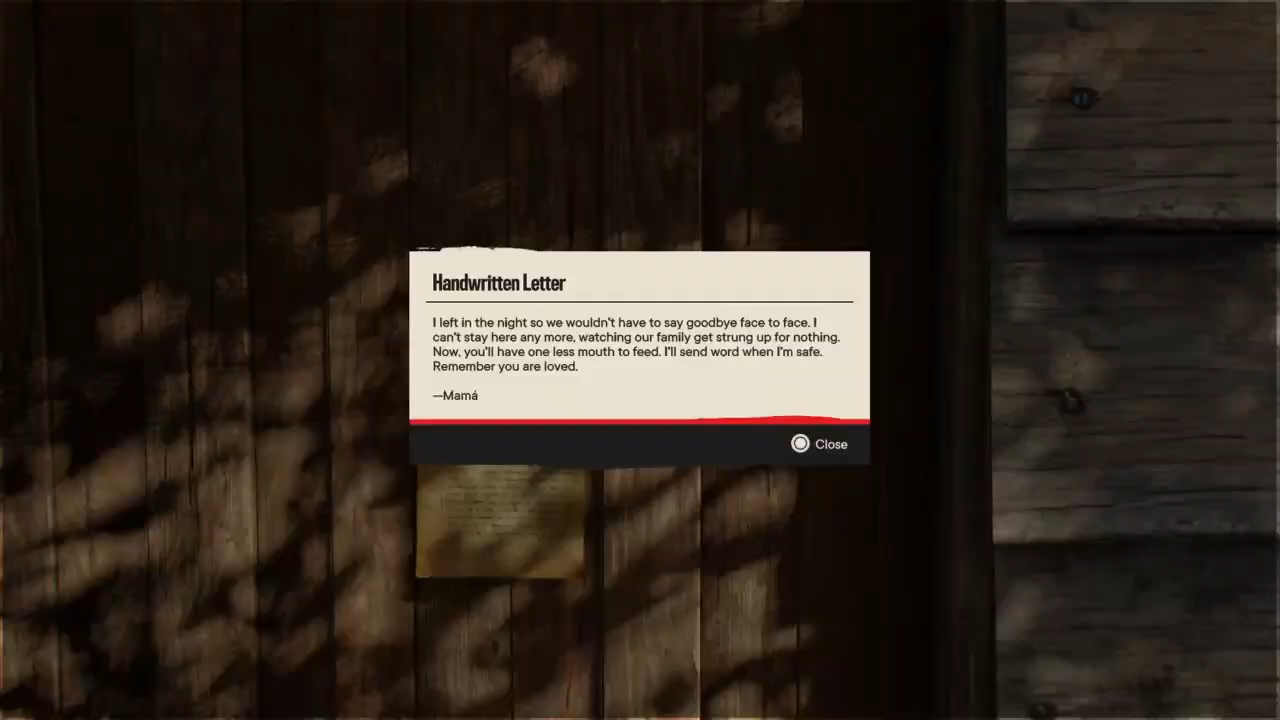 Handwritten Letter
I left in the night so we wouldn't have to say goodbye face to face. I
can't stay here any more, watching our family get strung up for nothing.
Now, you'll have one less mouth to feed. I'll send word when I'm safe.
Remember you are loved.
—Mamá
Close